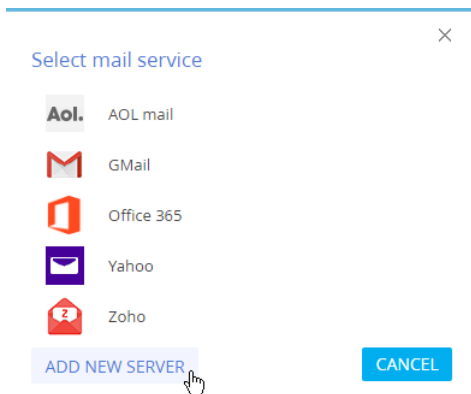 Select mail service
Aol. AOL mail
GMail
Office 365
Yahoo
Z Zoho
ADD NEW SERVER CANCEL